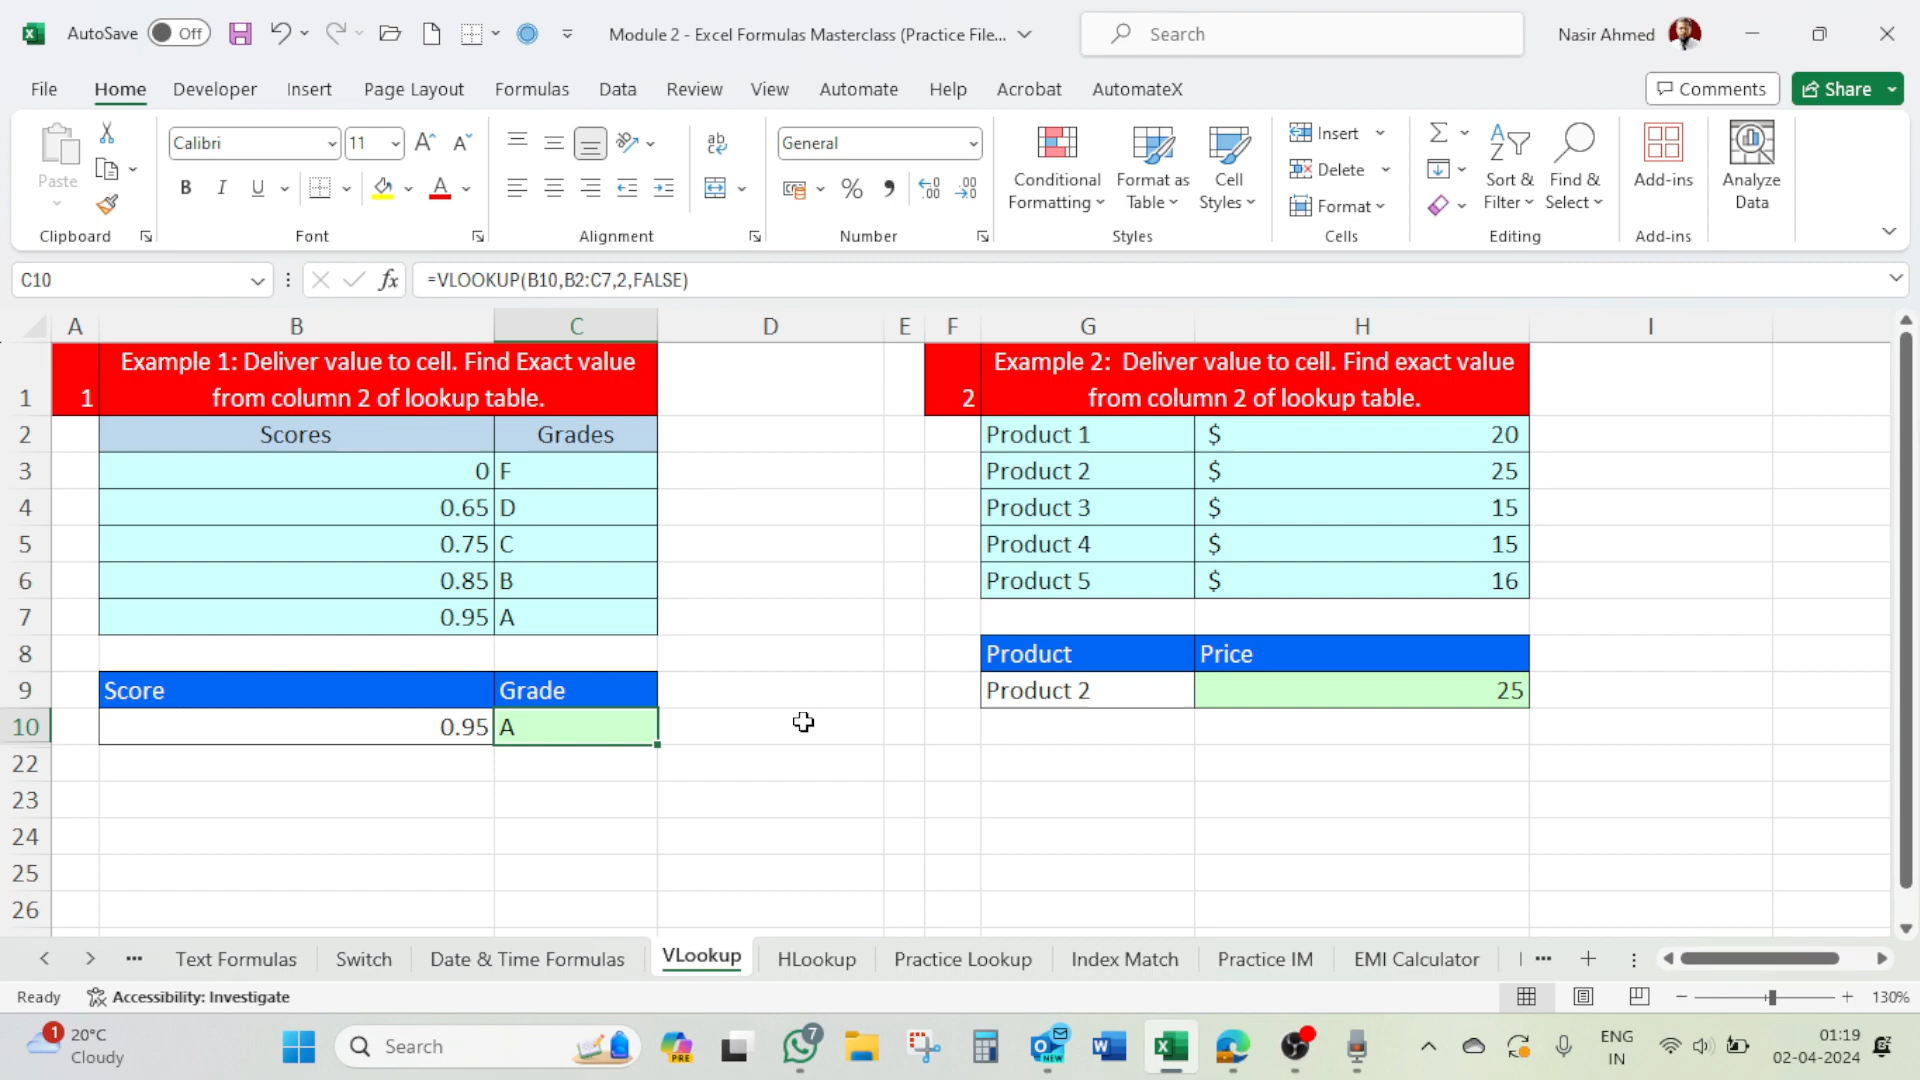 AutoSave Off Module 2 - Excel Formulas Masterclass (Practice File... Search Nasir Ahmed
File Home Developer Insert Page Layout Formulas Data Review View Automate Help Acrobat AutomateX Comments Share
Paste Calibri 11 General Conditional Formatting Format as Table Cell Styles Insert Delete Format Sort & Filter Find & Select Add-ins Analyze Data
Clipboard Font Alignment Number Styles Cells Editing Add-ins
C10 fx =VLOOKUP(B10,B2:C7,2,FALSE)
A B C D E F G H I
1 1 Example 1: Deliver value to cell. Find Exact value from column 2 of lookup table. 2 Example 2: Deliver value to cell. Find exact value from column 2 of lookup table.
2 Scores Grades Product 1 $ 20
3 0 F Product 2 $ 25
4 0.65 D Product 3 $ 15
5 0.75 C Product 4 $ 15
6 0.85 B Product 5 $ 16
7 0.95 A
8 Product Price
9 Score Grade Product 2 25
10 0.95 A
22
23
24
25
26
Text Formulas Switch Date & Time Formulas VLookup HLookup Practice Lookup Index Match Practice IM EMI Calculator
Ready Accessibility: Investigate 130%
1 20°C Search PRE 7 NEW ENG 01:19
Cloudy IN 02-04-2024